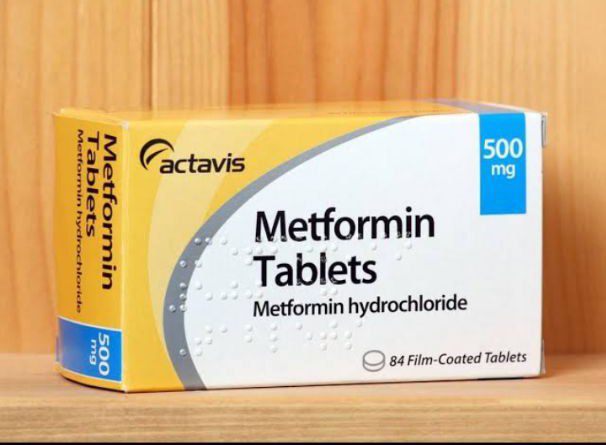 Metformin
Tablets
Metformin hydrochloride
500
mg
actavis
500
mg
Metformin
Tablets
Metformin hydrochloride
84 Film-Coated Tablets